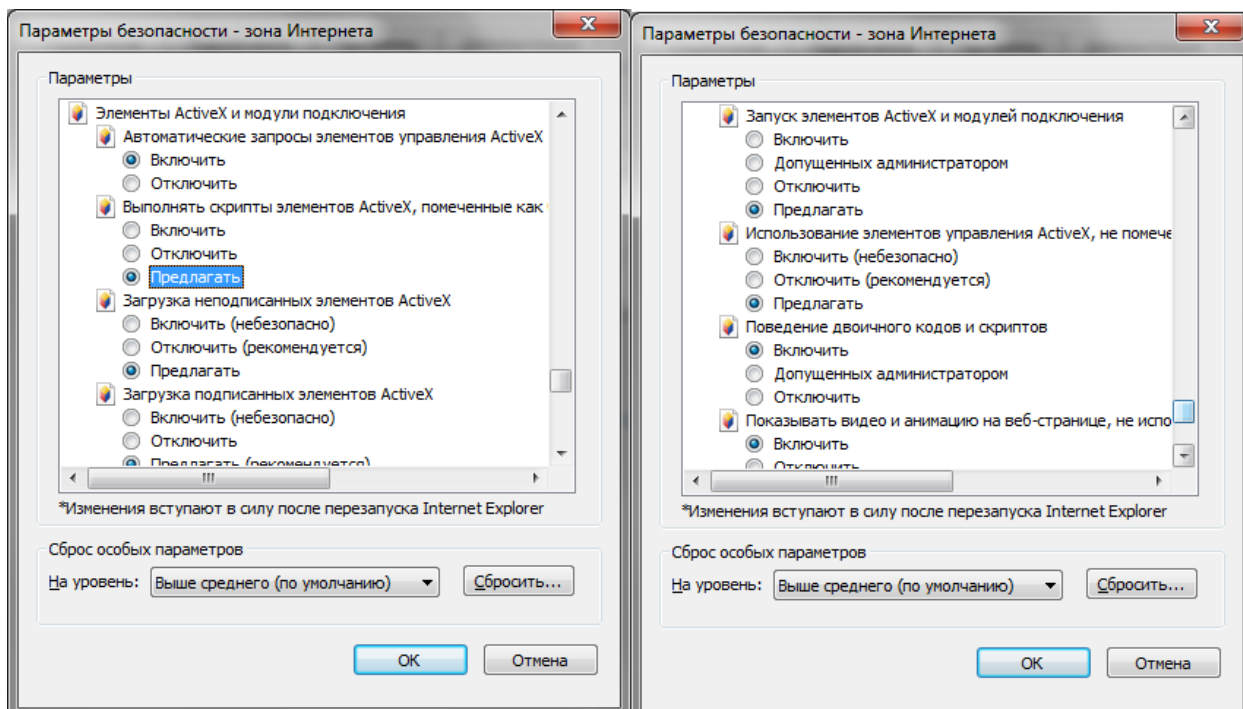 Параметры безопасности - зона Интернета
Параметры
Элементы ActiveX и модули подключения
Автоматические запросы элементов управления ActiveX
Включить
Отключить
Выполнять скрипты элементов ActiveX, помеченные как
Включить
Отключить
Предлагать
Загрузка неподписанных элементов ActiveX
Включить (небезопасно)
Отключить (рекомендуется)
Предлагать
Загрузка подписанных элементов ActiveX
Включить (небезопасно)
Отключить
Предлагать (рекомендуется)
*Изменения вступают в силу после перезапуска Internet Explorer
Сброс особых параметров
На уровень: Выше среднего (по умолчанию) Сбросить...
ОК Отмена
Параметры безопасности - зона Интернета
Параметры
Запуск элементов ActiveX и модулей подключения
Включить
Допущенных администратором
Отключить
Предлагать
Использование элементов управления ActiveX, не помече
Включить (небезопасно)
Отключить (рекомендуется)
Предлагать
Поведение двоичного кодов и скриптов
Включить
Допущенных администратором
Отключить
Показывать видео и анимацию на веб-странице, не испо
Включить
Отключить
*Изменения вступают в силу после перезапуска Internet Explorer
Сброс особых параметров
На уровень: Выше среднего (по умолчанию) Сбросить...
ОК Отмена